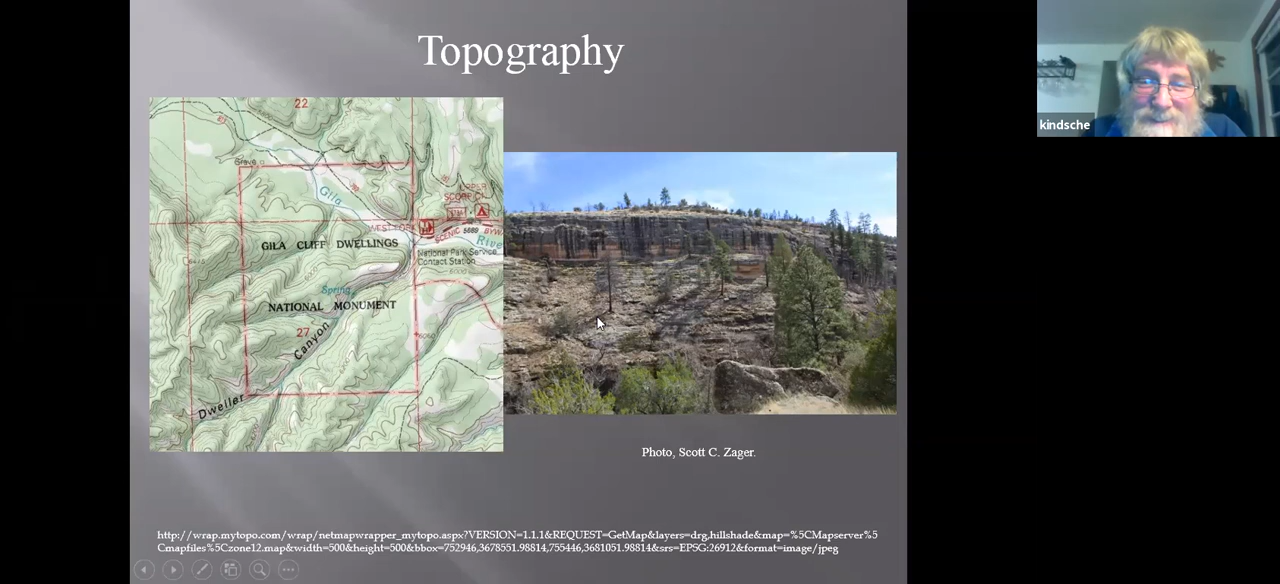 Topography
22
Gila
UPPER
SCORPIO
WEST FORK
SCENIC 5689 BYWA
River
GILA CLIFF DWELLINGS
National Park Service
Contact Station
6000
Spring
NATIONAL MONUMENT
27
Canyon
Dweller
kindsche
Photo, Scott C. Zager.
http://wrap.mytopo.com/wrap/netmapwrapper_mytopo.aspx?VERSION=1.1.1&REQUEST=GetMap&layers=drg,hillshade&map=%5CMapserver%5
Cmapfiles%5Czone12.map&width=500&height=500&bbox=752946,3678551.98814,755446,3681051.98814&srs=EPSG:26912&format=image/jpeg